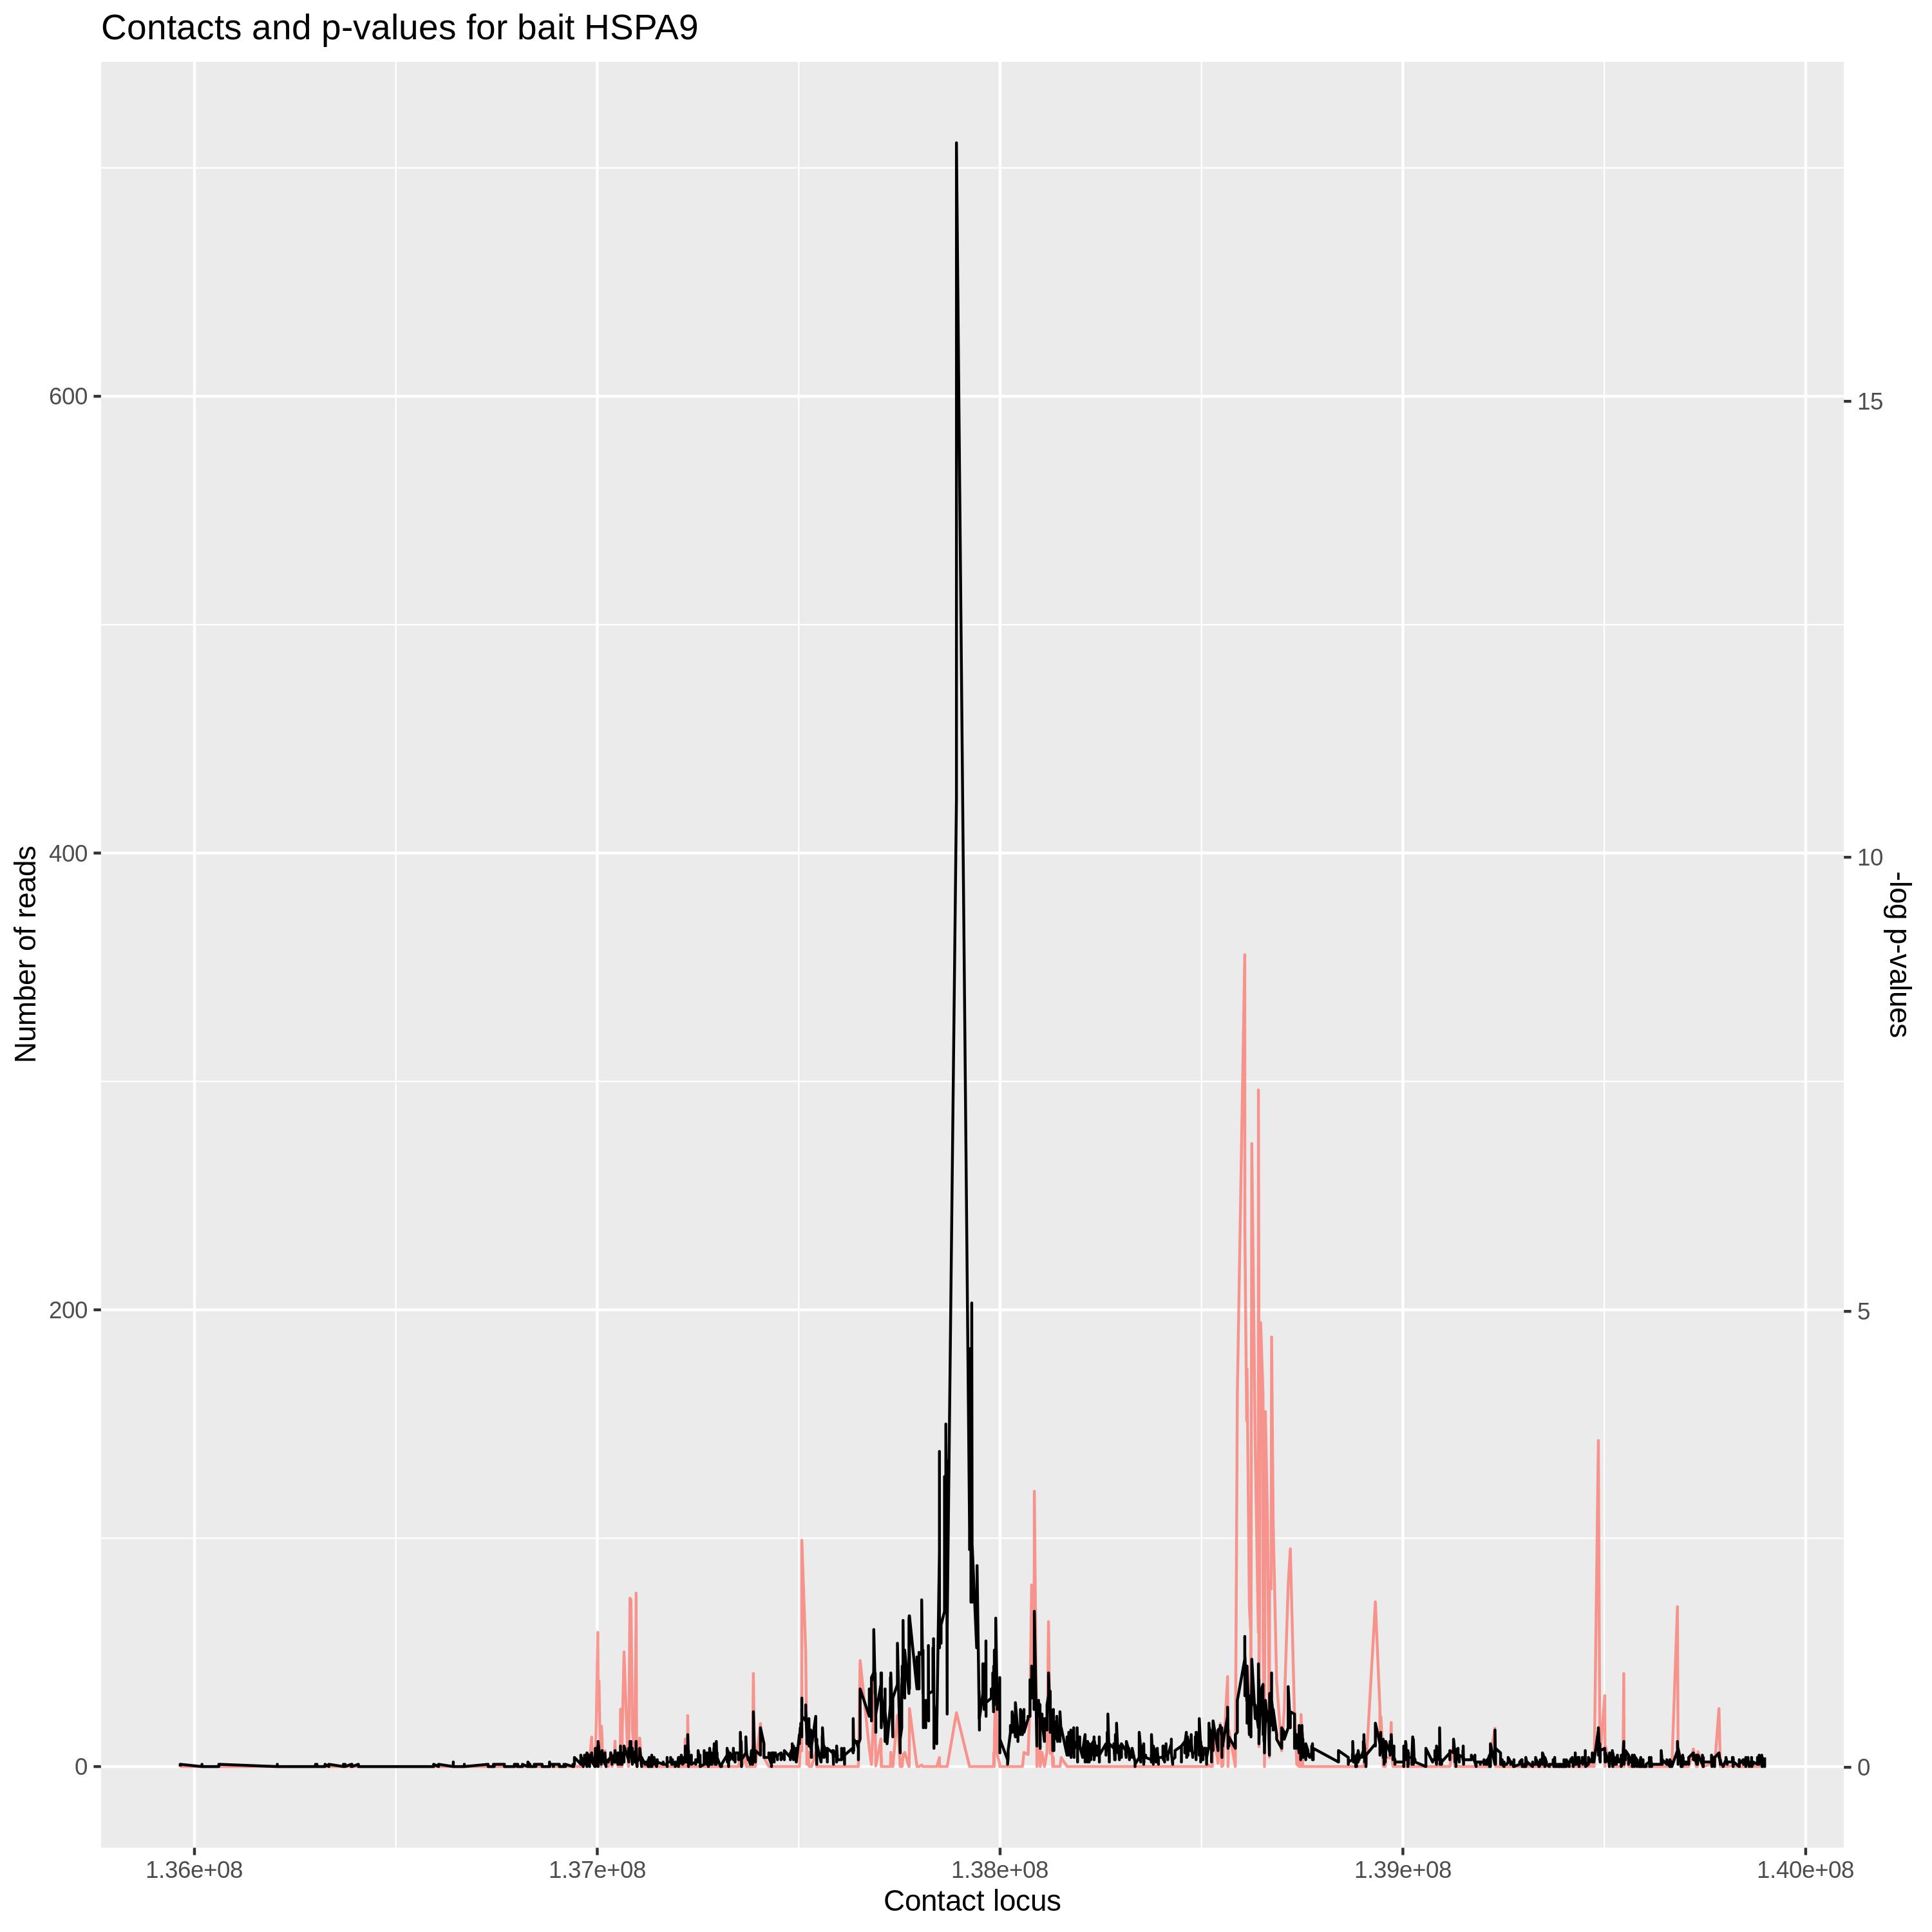 Contacts and p-values for bait HSPA9
600
400
200
0
Number of reads
15
10
5
0
-log p-values
1.36e+08
1.37e+08
1.38e+08
1.39e+08
1.40e+08
Contact locus